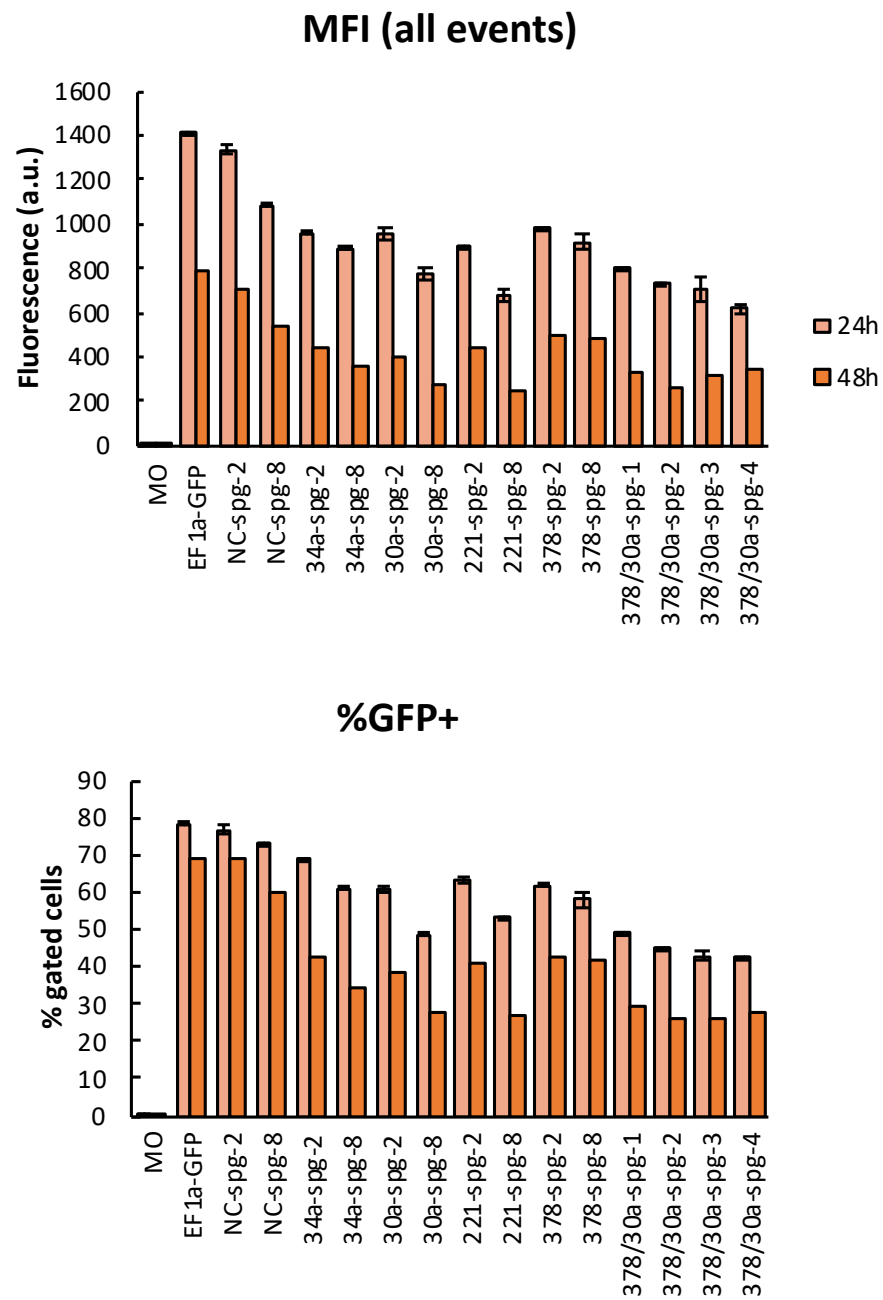 MFI (all events)
1600
1400
1200
1000
800
600
400
200
0
Fluorescence (a.u.)
MO
EF1a-GFP
NC-spg-2
NC-spg-8
34a-spg-2
34a-spg-8
30a-spg-2
30a-spg-8
221-spg-2
221-spg-8
378-spg-2
378-spg-8
378/30a-spg-1
378/30a-spg-2
378/30a-spg-3
378/30a-spg-4
24h
48h
%GFP+
90
80
70
60
50
40
30
20
10
0
% gated cells
MO
EF1a-GFP
NC-spg-2
NC-spg-8
34a-spg-2
34a-spg-8
30a-spg-2
30a-spg-8
221-spg-2
221-spg-8
378-spg-2
378-spg-8
378/30a-spg-1
378/30a-spg-2
378/30a-spg-3
378/30a-spg-4